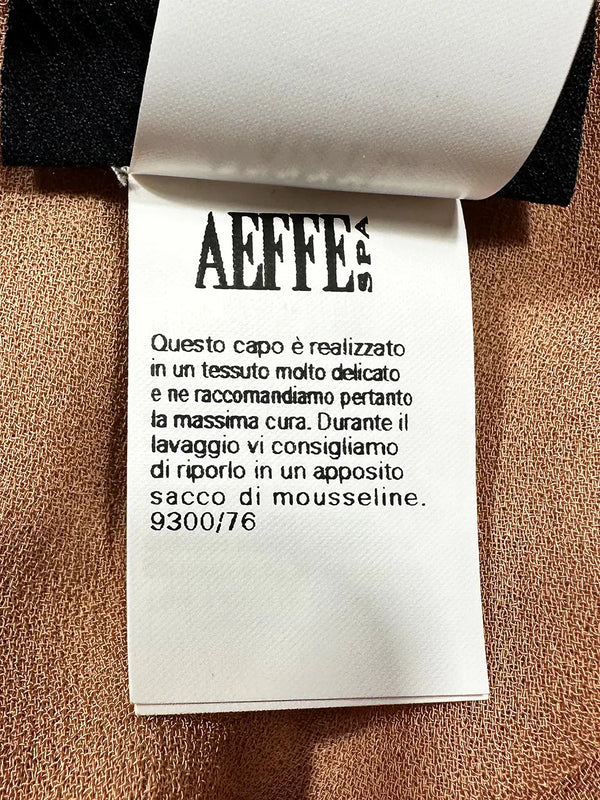 AEFFE SPA
Questo capo è realizzato
in un tessuto molto delicato
e ne raccomandiamo pertanto
la massima cura. Durante il
lavaggio vi consigliamo
di riporlo in un apposito
sacco di mousseline.
9300/76